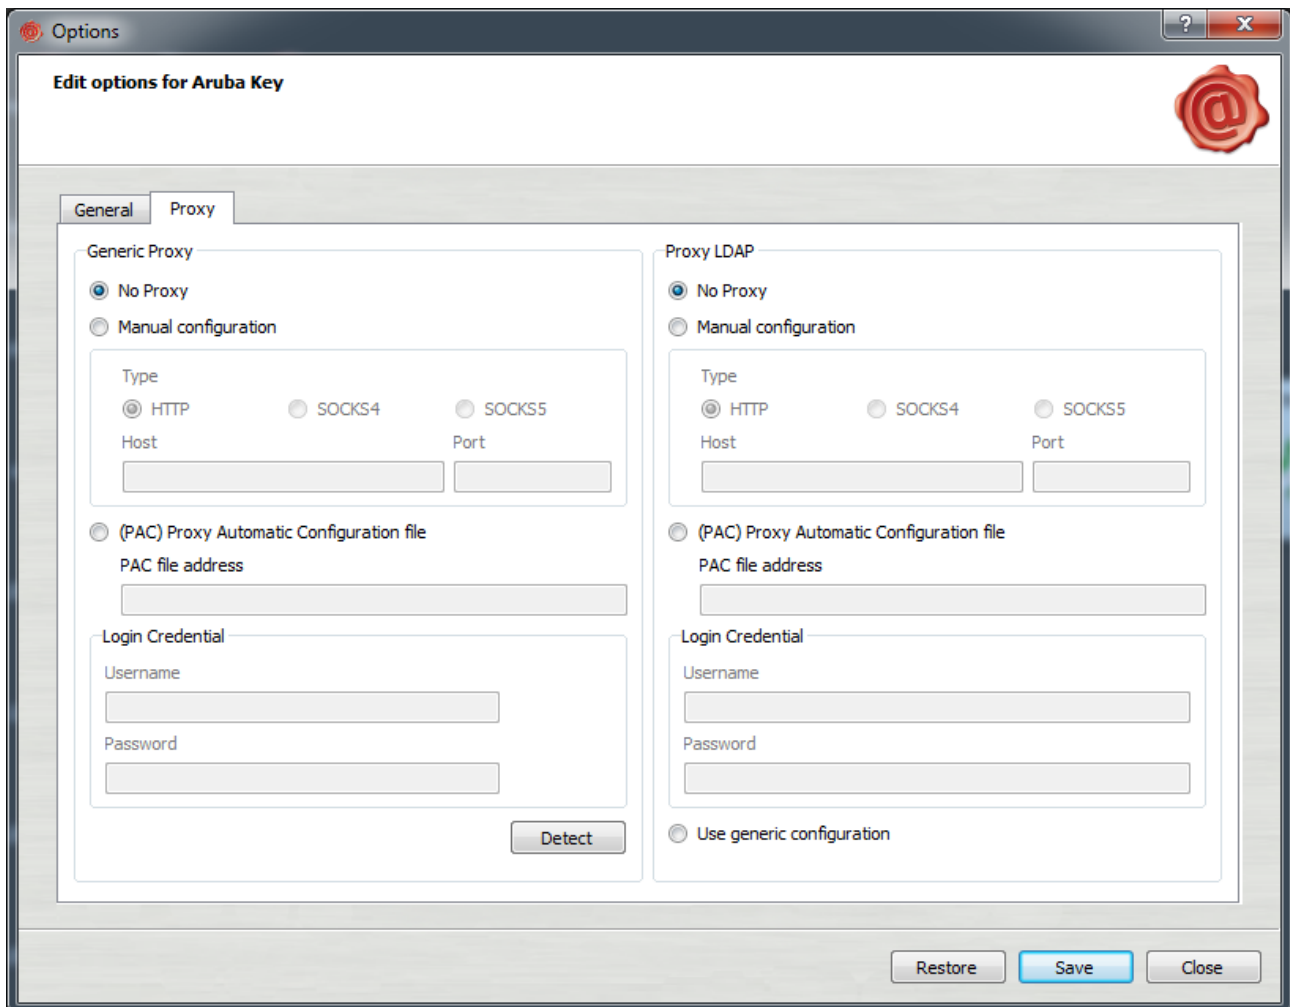 Options
?
X
Edit options for Aruba Key
@
General
Proxy
Generic Proxy
No Proxy
Manual configuration
Type
HTTP SOCKS4 SOCKS5
Host Port
(PAC) Proxy Automatic Configuration file
PAC file address
Login Credential
Username
Password
Detect
Proxy LDAP
No Proxy
Manual configuration
Type
HTTP SOCKS4 SOCKS5
Host Port
(PAC) Proxy Automatic Configuration file
PAC file address
Login Credential
Username
Password
Use generic configuration
Restore Save Close